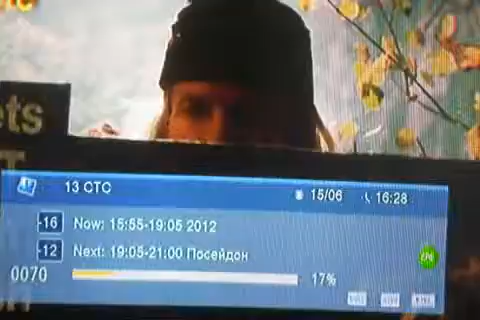 ets
13 СТС 15/06 16:28
-16 Now: 15:55-19:05 2012
-12 Next: 19:05-21:00 Посейдон
0070 17%